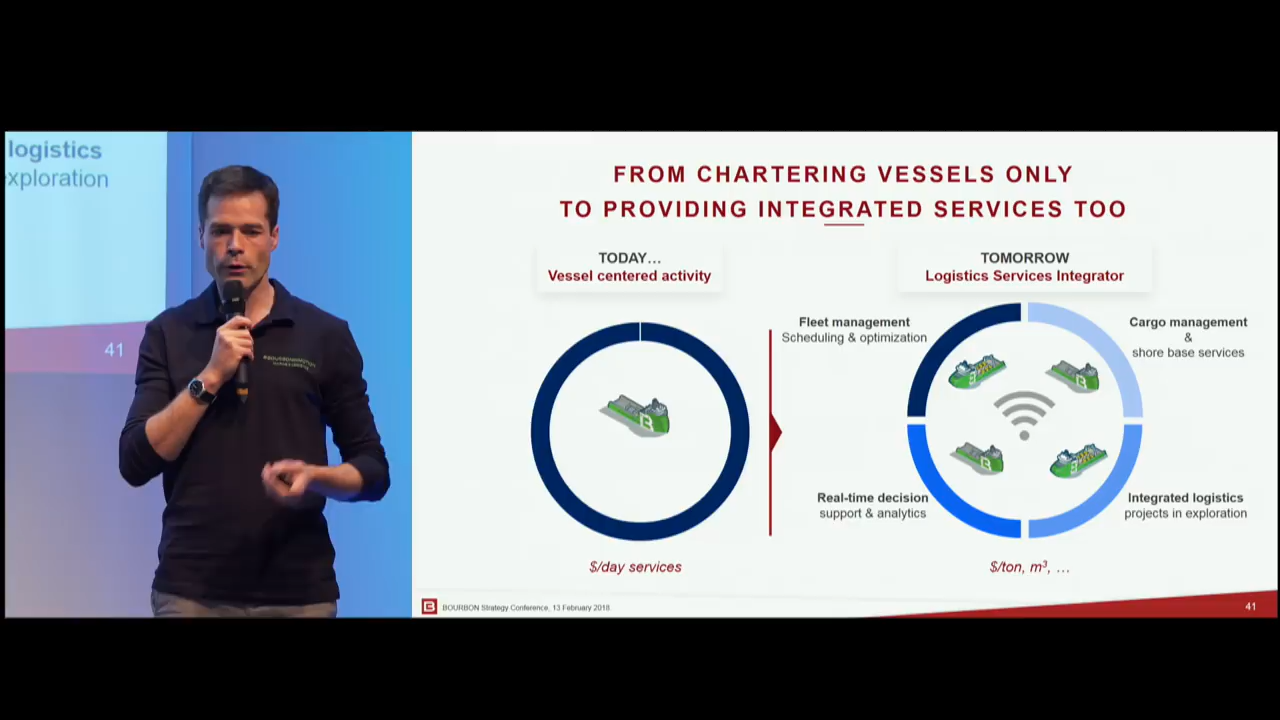 logistics
exploration
41
FROM CHARTERING VESSELS ONLY
TO PROVIDING INTEGRATED SERVICES TOO
TODAY…
Vessel centered activity
$/day services
TOMORROW
Logistics Services Integrator
Fleet management
Scheduling & optimization
Cargo management
&
shore base services
Real-time decision
support & analytics
Integrated logistics
projects in exploration
$/ton, m³, …
BOURBON Strategy Conference, 13 February 2018.
41